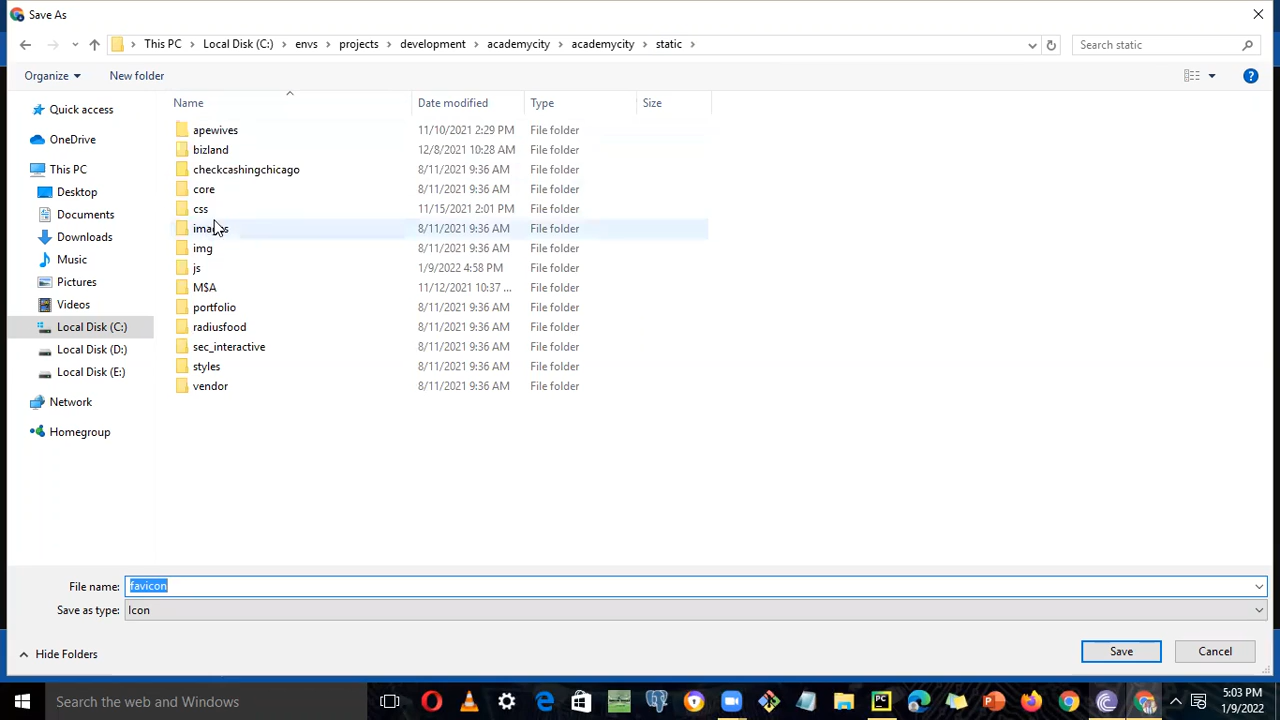 Save As
This PC Local Disk (C:) envs projects development academycity academycity static
Search static
Organize New folder
Name Date modified Type Size
Quick access
OneDrive
This PC
Desktop
Documents
Downloads
Music
Pictures
Videos
Local Disk (C:)
Local Disk (D:)
Local Disk (E:)
Network
Homegroup
apewives 11/10/2021 2:29 PM File folder
bizland 12/8/2021 10:28 AM File folder
checkcashingchicago 8/11/2021 9:36 AM File folder
core 8/11/2021 9:36 AM File folder
css 11/15/2021 2:01 PM File folder
images 8/11/2021 9:36 AM File folder
img 8/11/2021 9:36 AM File folder
js 1/9/2022 4:58 PM File folder
M$A 11/12/2021 10:37 ... File folder
portfolio 8/11/2021 9:36 AM File folder
radiusfood 8/11/2021 9:36 AM File folder
sec_interactive 8/11/2021 9:36 AM File folder
styles 8/11/2021 9:36 AM File folder
vendor 8/11/2021 9:36 AM File folder
File name: favicon
Save as type: Icon
Hide Folders
Save Cancel
Search the web and Windows
5:03 PM
1/9/2022